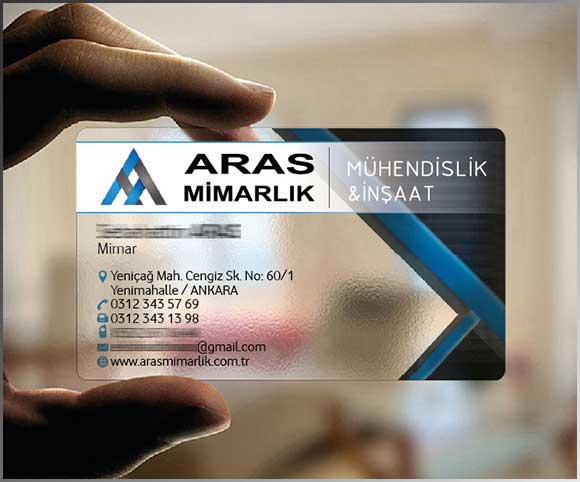 ARAS
MİMARLIK
MÜHENDİSLİK
&İNŞAAT
Mimar
Yeniçağ Mah. Cengiz Sk. No: 60/1
Yenimahalle / ANKARA
0312 343 57 69
0312 343 13 98
@gmail.com
www.arasmimarlik.com.tr